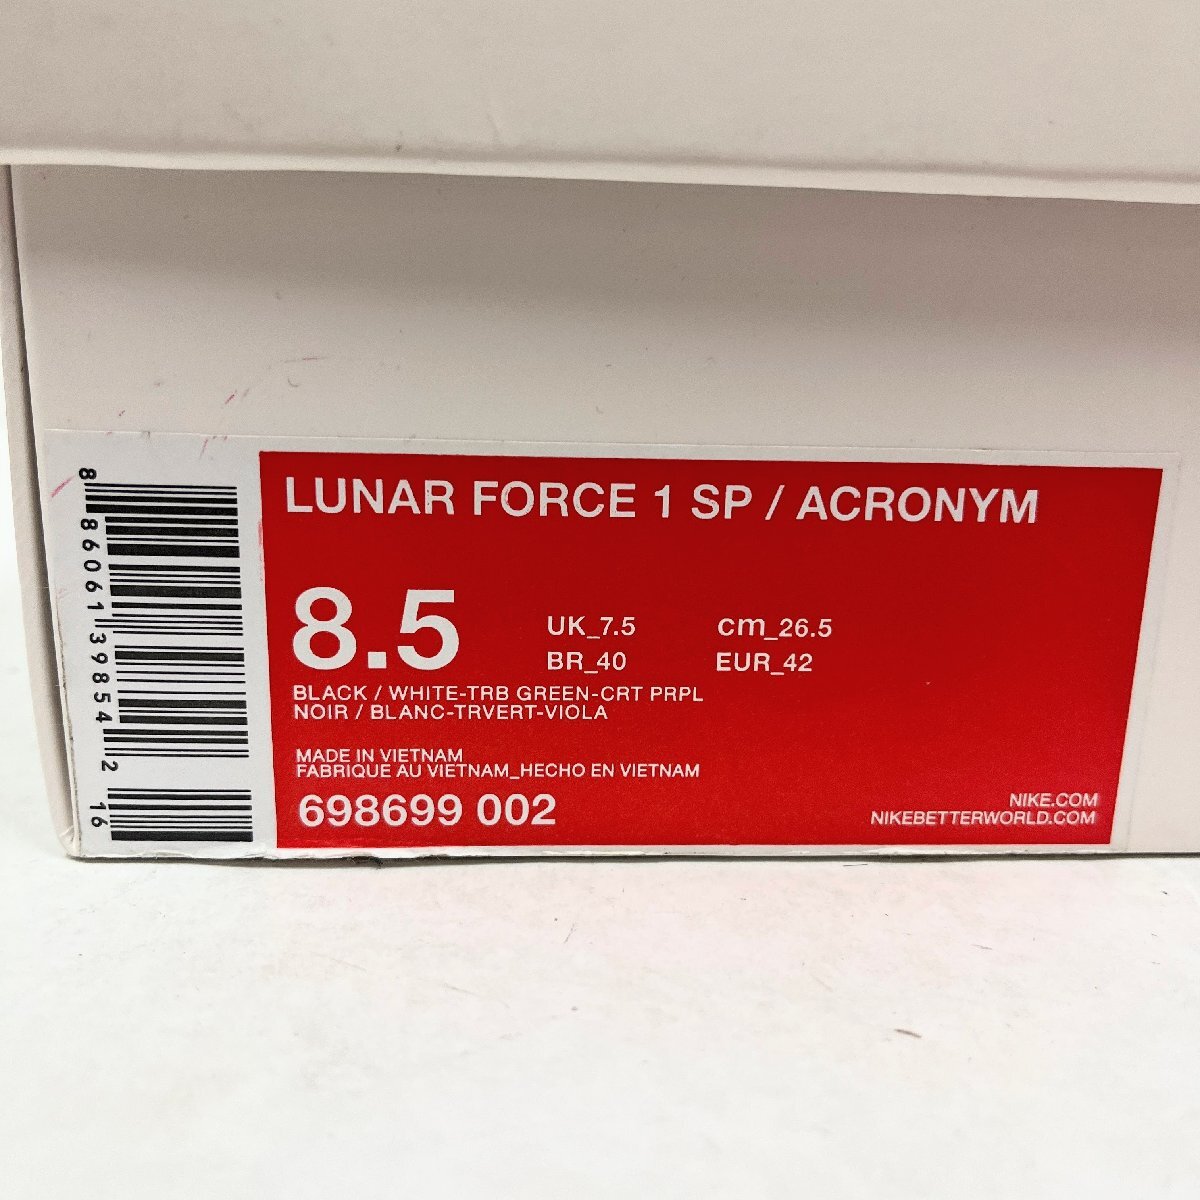 LUNAR FORCE 1 SP / ACRONYM
8.5
UK_7.5 cm_26.5
BR_40 EUR_42
BLACK / WHITE-TRB GREEN-CRT PRPL
NOIR / BLANC-TRVERT-VIOLA
MADE IN VIETNAM
FABRIQUE AU VIETNAM_HECHO EN VIETNAM
698699 002
NIKE.COM
NIKEBETTERWORLD.COM
8 86061 39854 2
16